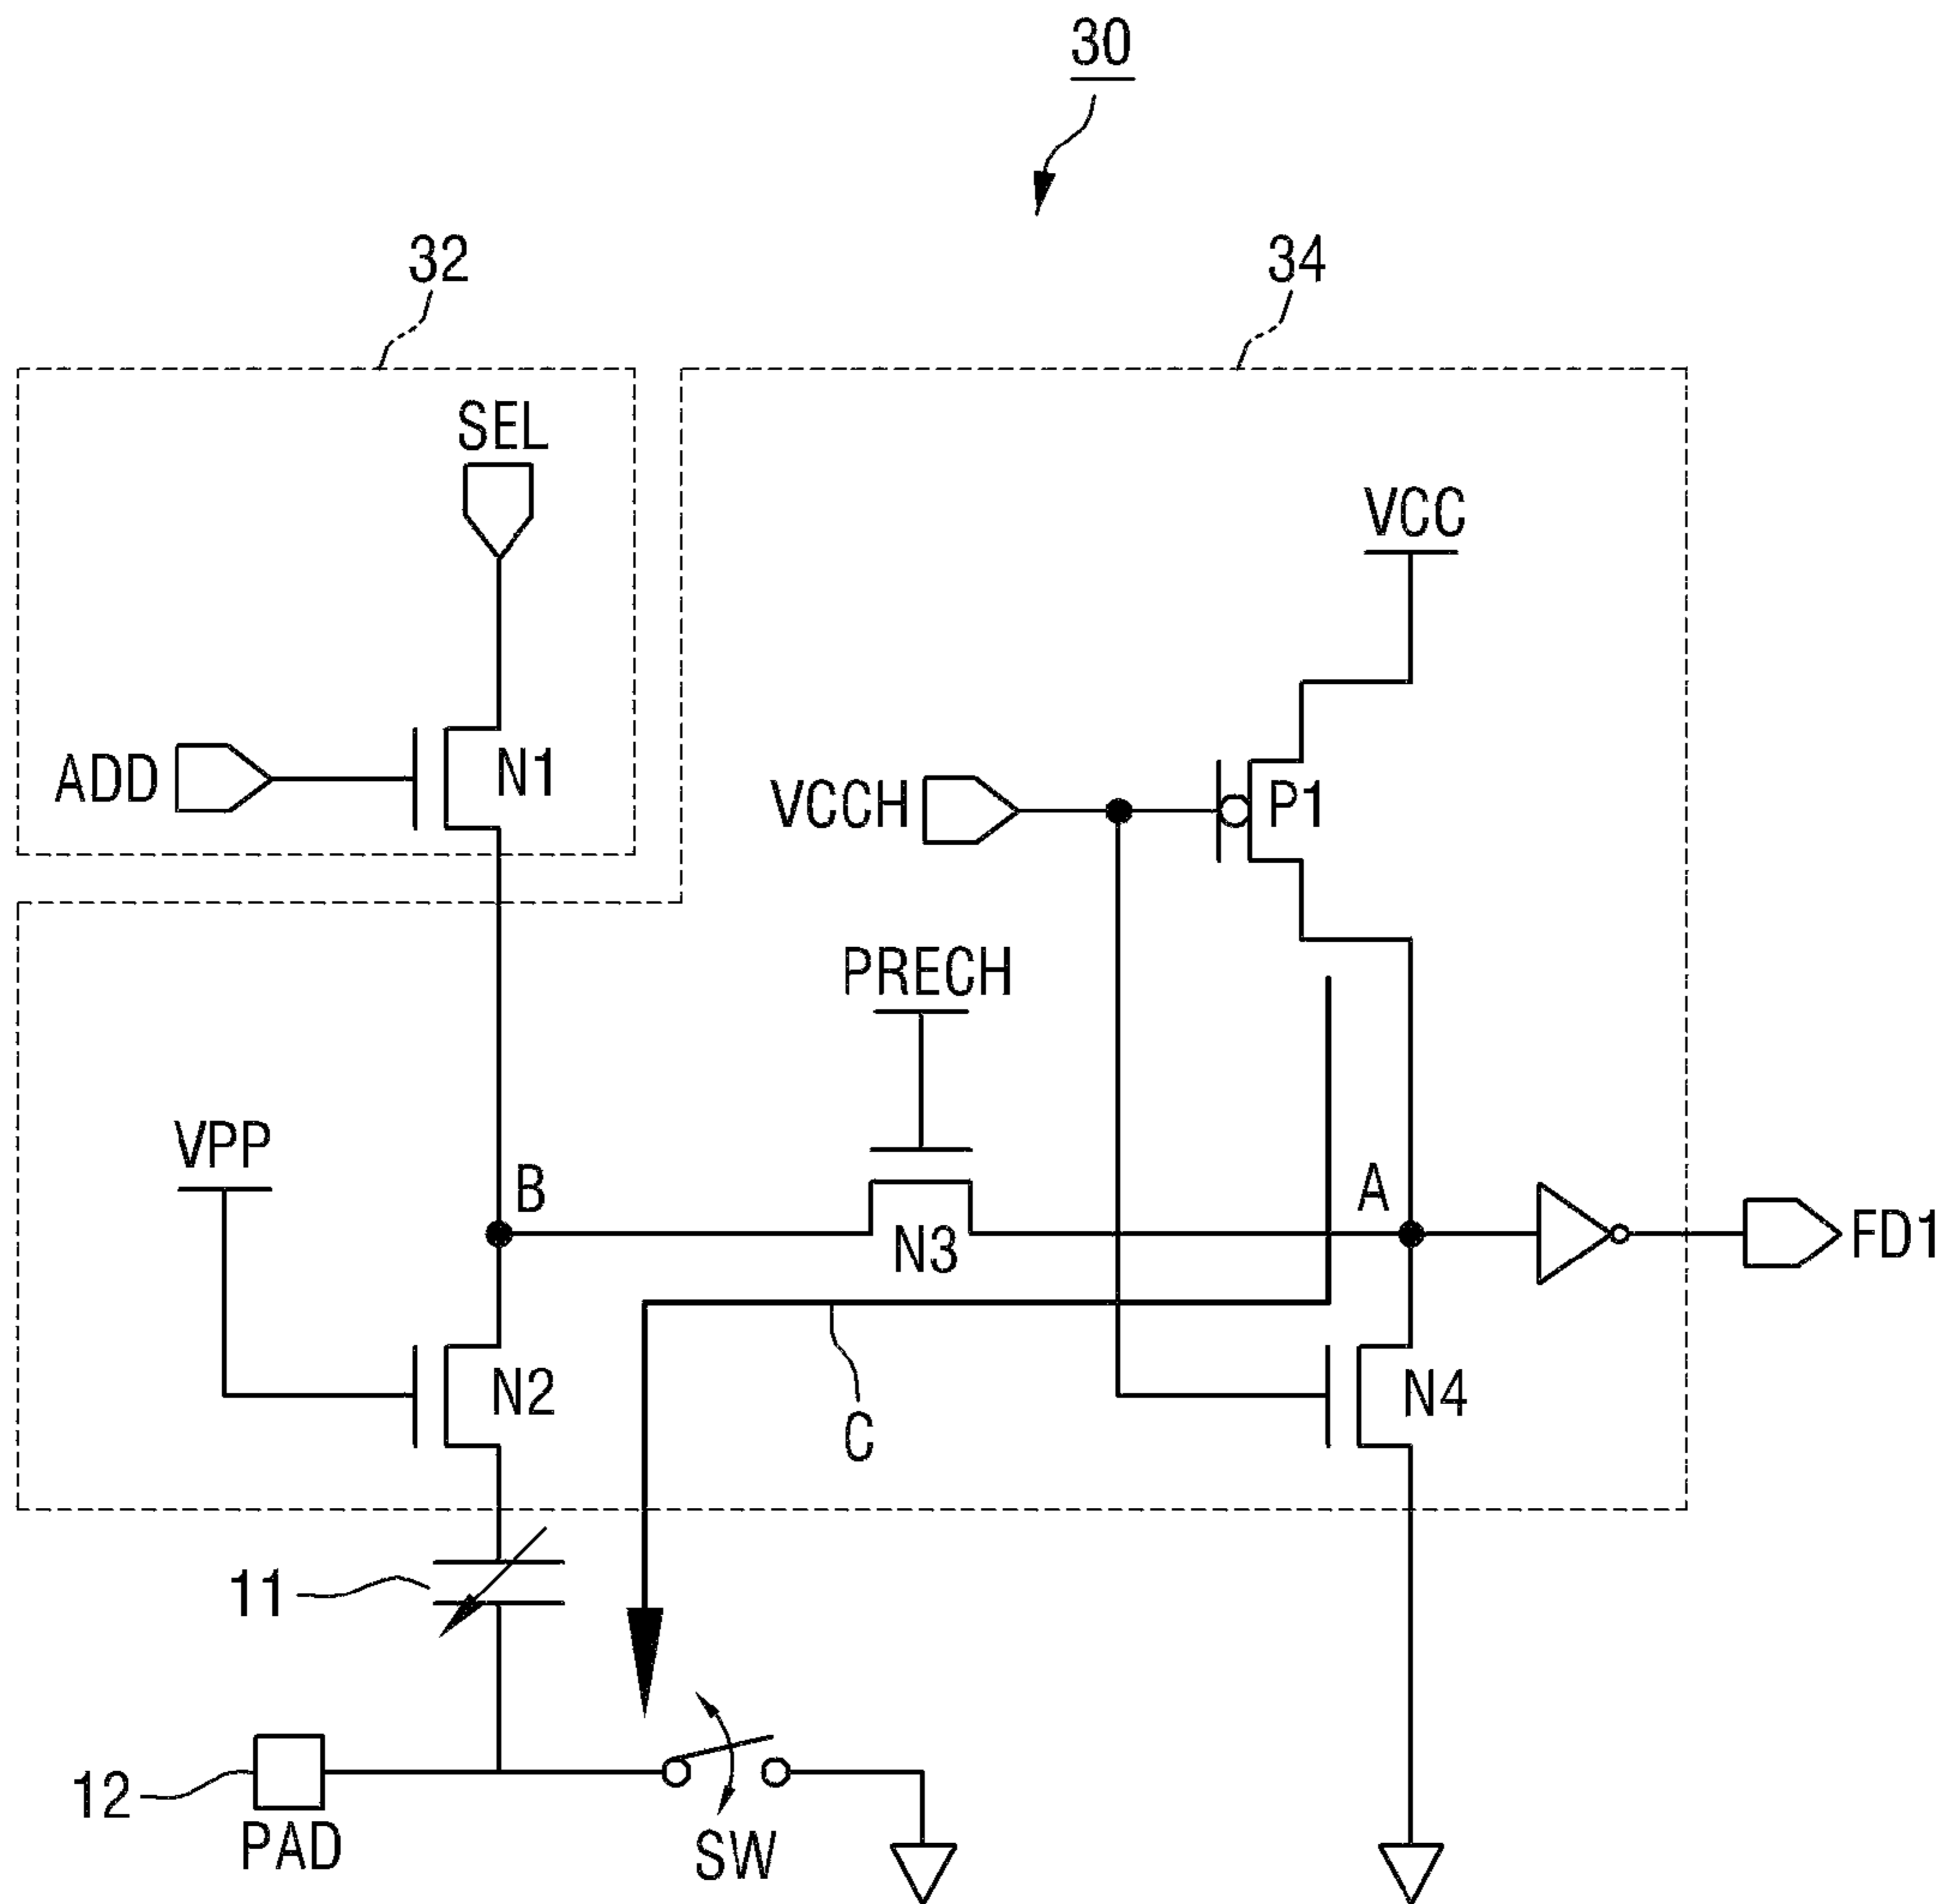 30
32
34
SEL
VCC
ADD
N1
VCCH
P1
PRECH
VPP
B
A
N3
FD1
N2
N4
C
11
12
PAD
SW